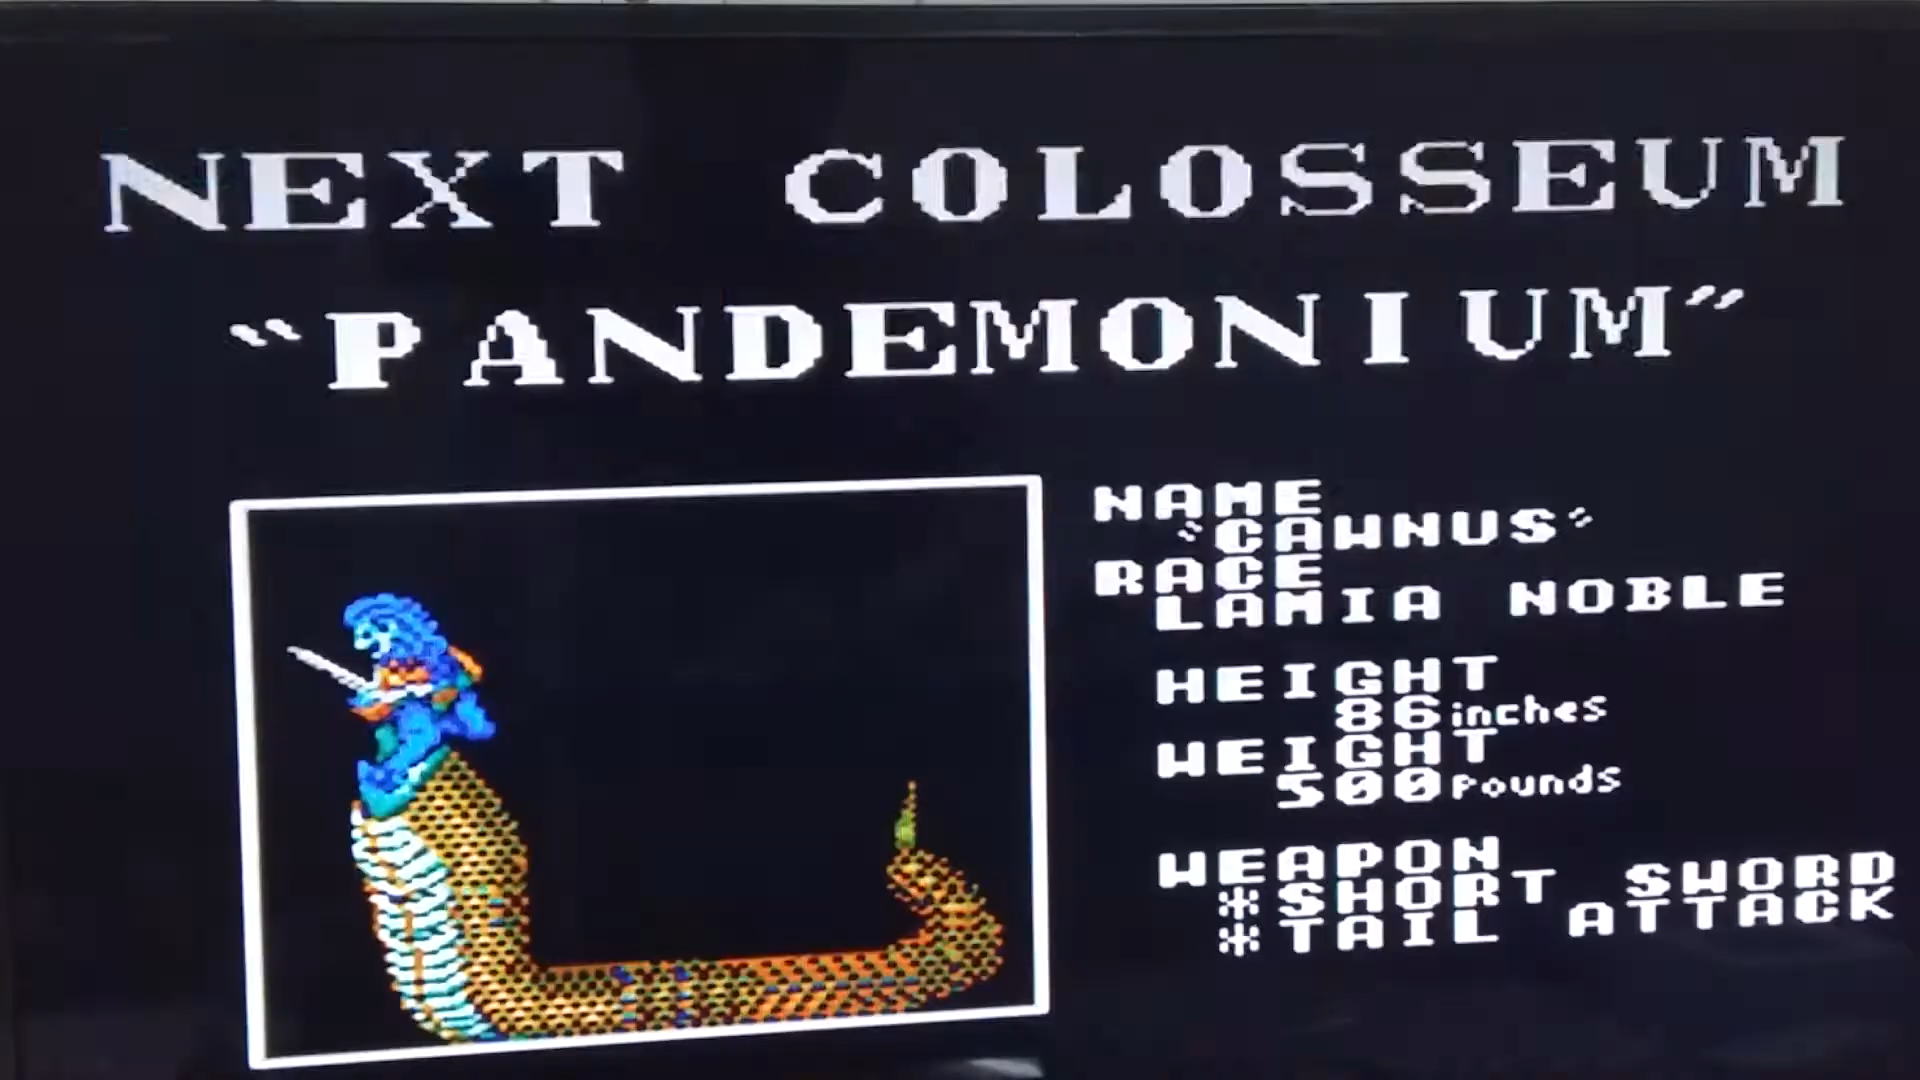 NEXT COLOSSEUM
"PANDEMONIUM"
NAME
"CAWNUS"
RACE
LAMIA NOBLE
HEIGHT
86inches
WEIGHT
500Pounds
WEAPON
*SHORT SWORD
*TAIL ATTACK